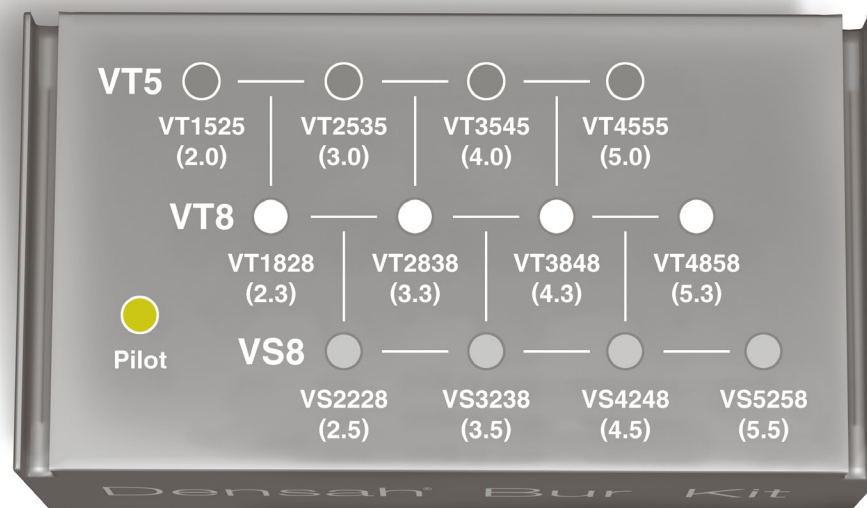 VT5
VT1525 VT2535 VT3545 VT4555
(2.0) (3.0) (4.0) (5.0)
VT8
VT1828 VT2838 VT3848 VT4858
(2.3) (3.3) (4.3) (5.3)
Pilot
VS8
VS2228 VS3238 VS4248 VS5258
(2.5) (3.5) (4.5) (5.5)
Densah® Bur Kit